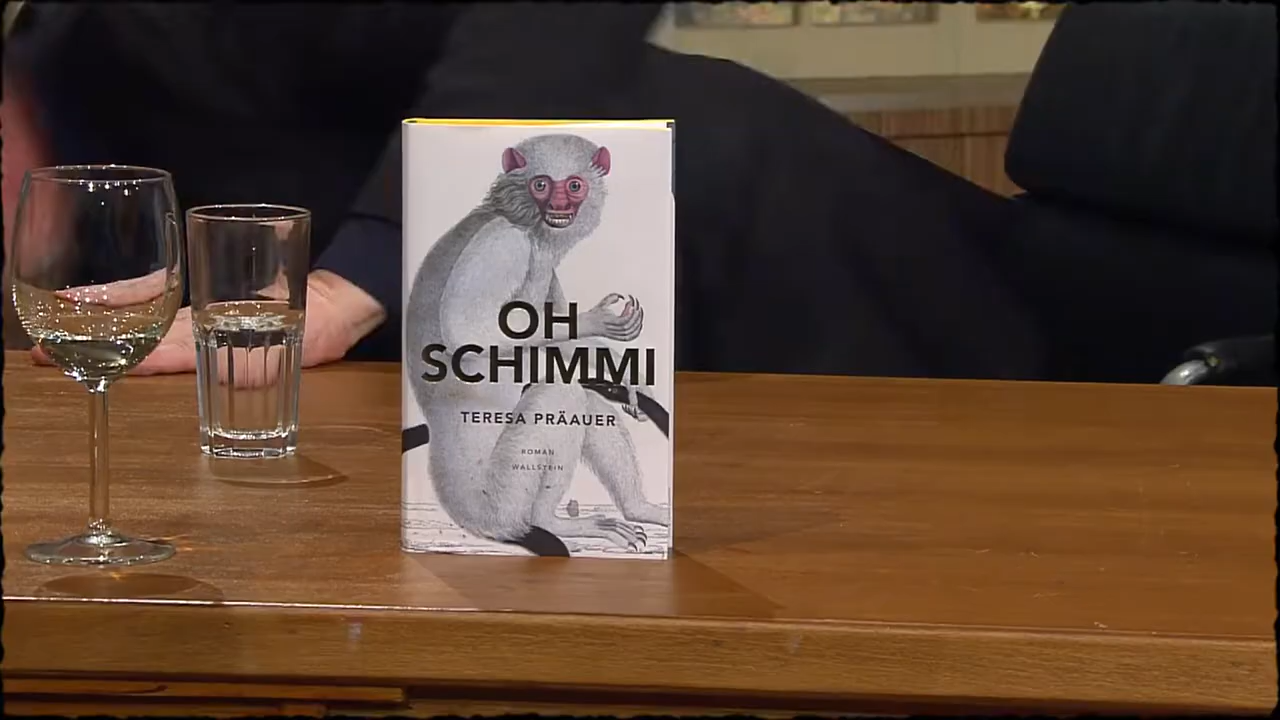 OH
SCHIMMI
TERESA PRÄAUER
ROMAN
WALLSTEIN